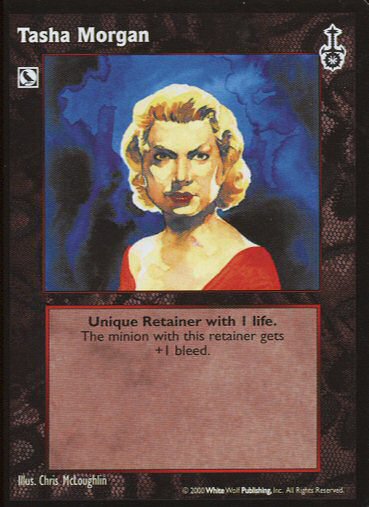 Tasha Morgan
Unique Retainer with 1 life.
The minion with this retainer gets
+1 bleed.
Illus. Chris McLoughlin
© 2000 White Wolf Publishing, Inc. All Rights Reserved.